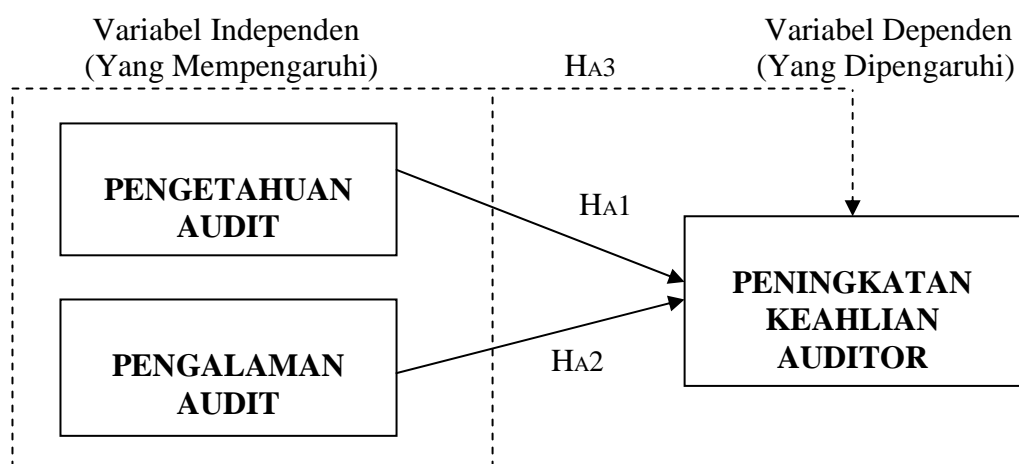 Variabel Independen
(Yang Mempengaruhi)
HA3
Variabel Dependen
(Yang Dipengaruhi)
PENGETAHUAN
AUDIT
HA1
PENINGKATAN
KEAHLIAN
AUDITOR
HA2
PENGALAMAN
AUDIT